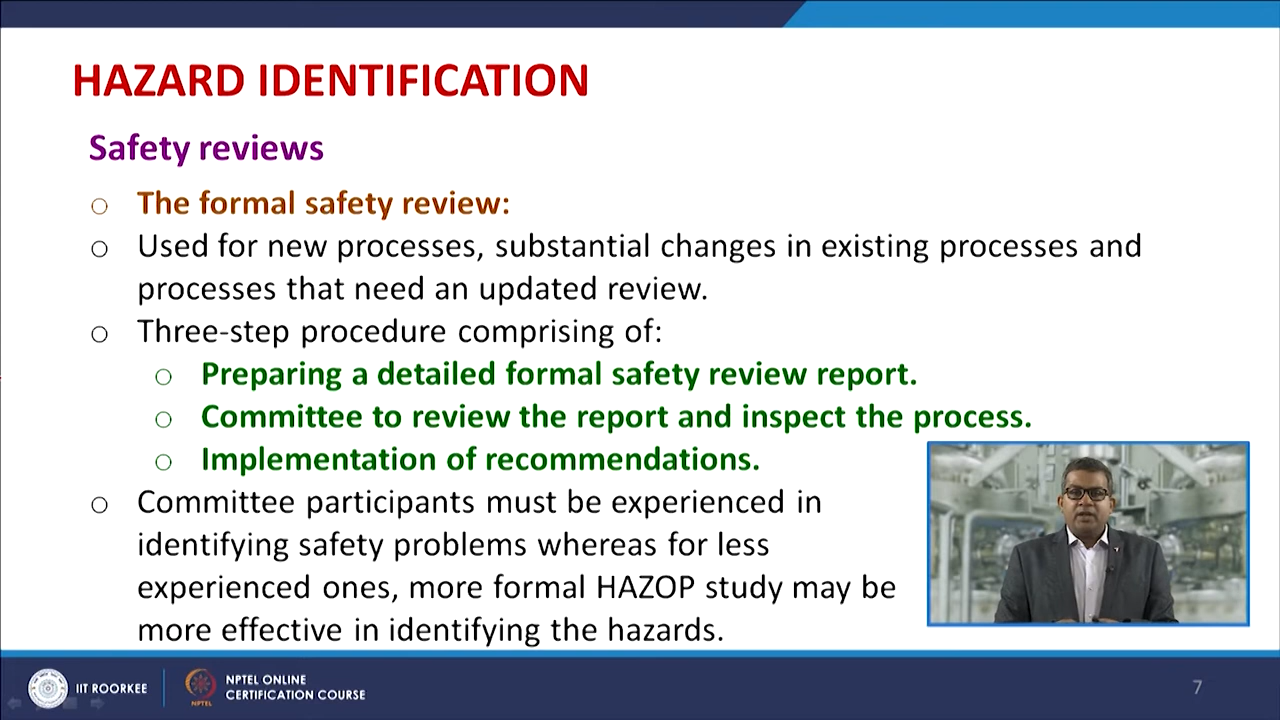 HAZARD IDENTIFICATION
Safety reviews
○ The formal safety review:
○ Used for new processes, substantial changes in existing processes and
processes that need an updated review.
○ Three-step procedure comprising of:
○ Preparing a detailed formal safety review report.
○ Committee to review the report and inspect the process.
○ Implementation of recommendations.
○ Committee participants must be experienced in
identifying safety problems whereas for less
experienced ones, more formal HAZOP study may be
more effective in identifying the hazards.
IIT ROORKEE
NPTEL
NPTEL ONLINE
CERTIFICATION COURSE
7